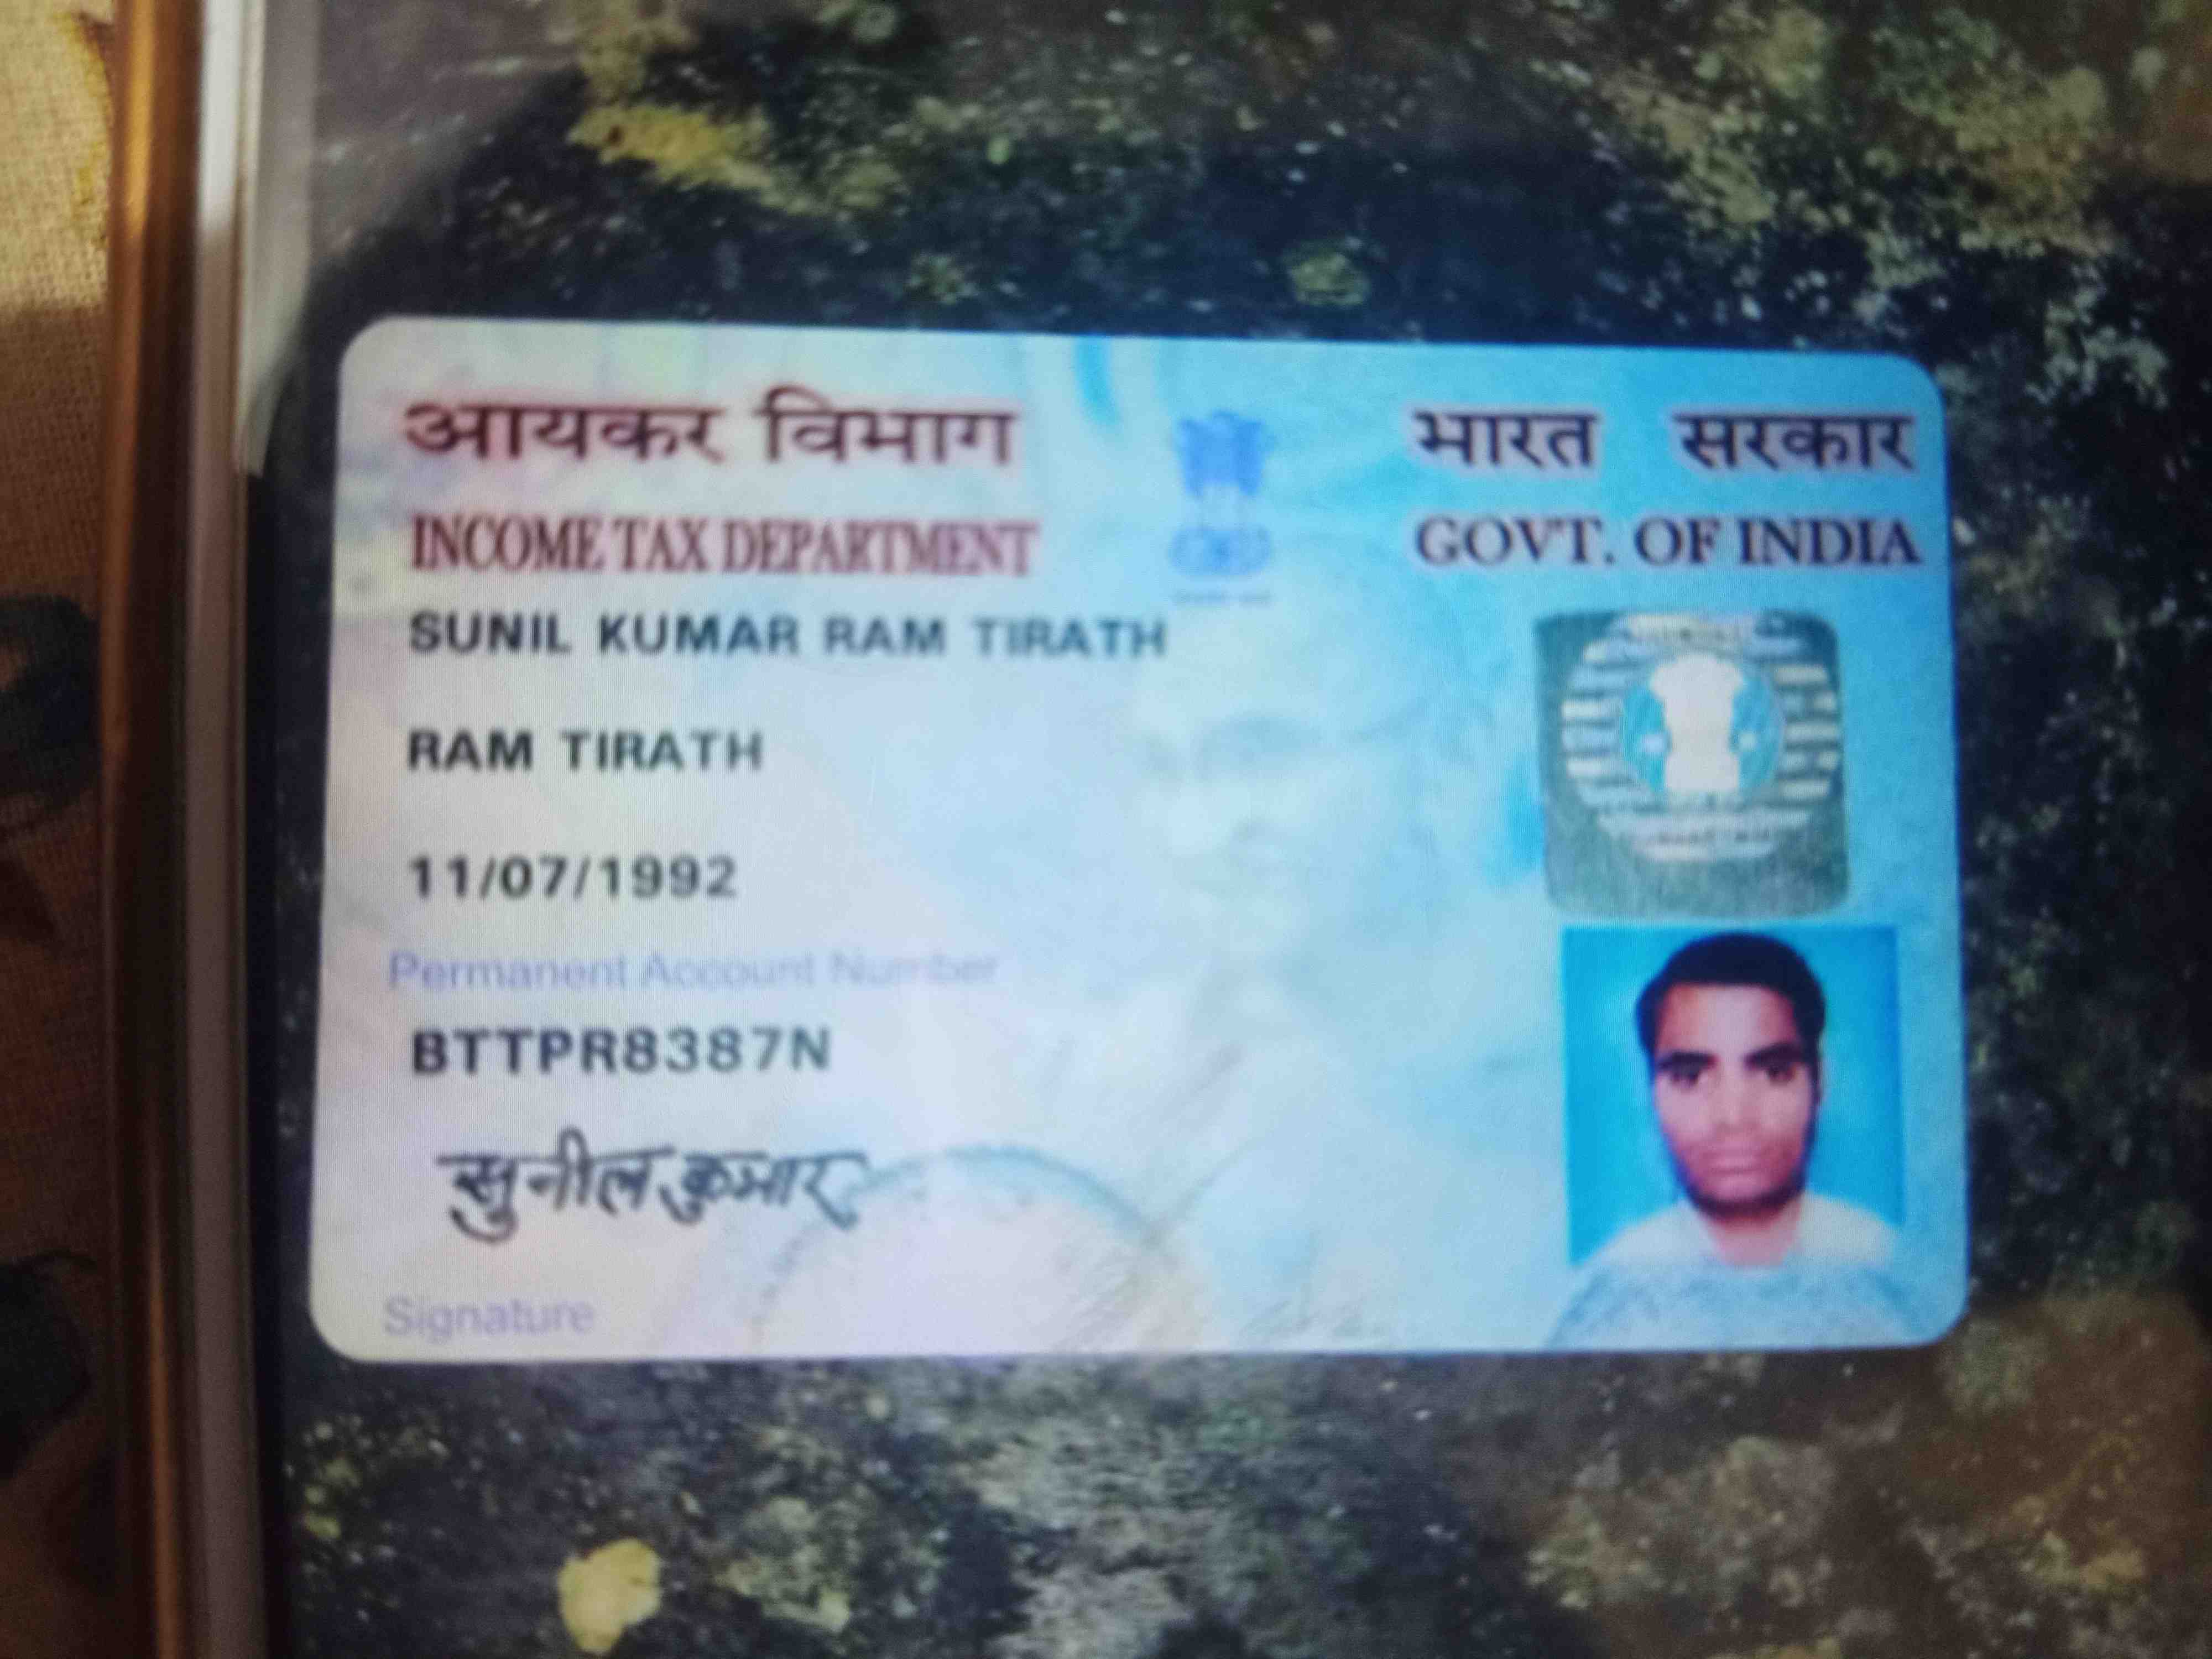 आयकर विभाग
INCOME TAX DEPARTMENT
भारत सरकार
GOVT. OF INDIA
SUNIL KUMAR RAM TIRATH
RAM TIRATH
11/07/1992
Permanent Account Number
BTTPR8387N
सुनील कुमार
Signature